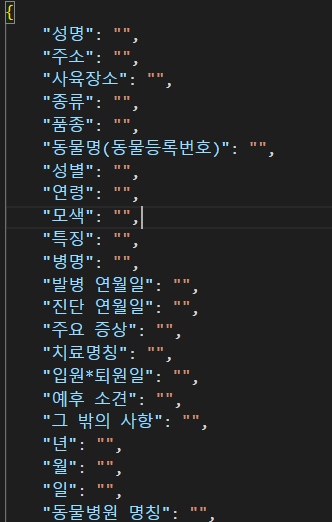 {
"성명": "",
"주소": "",
"사육장소": "",
"종류": "",
"품종": "",
"동물명(동물등록번호)": "",
"성별": "",
"연령": "",
"모색": "",
"특징": "",
"병명": "",
"발병 연월일": "",
"진단 연월일": "",
"주요 증상": "",
"치료명칭": "",
"입원*퇴원일": "",
"예후 소견": "",
"그 밖의 사항": "",
"년": "",
"월": "",
"일": "",
"동물병원 명칭": "",